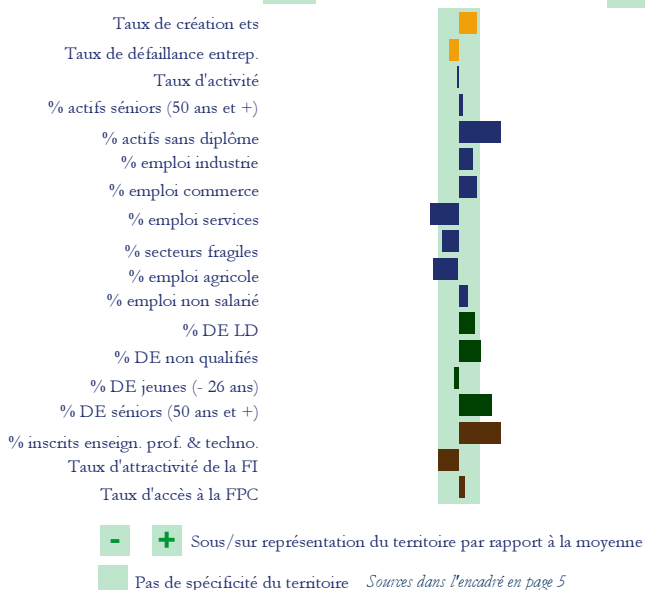 Taux de création ets
Taux de défaillance entrep.
Taux d'activité
% actifs séniors (50 ans et +)
% actifs sans diplôme
% emploi industrie
% emploi commerce
% emploi services
% secteurs fragiles
% emploi agricole
% emploi non salarié
% DE LD
% DE non qualifiés
% DE jeunes (- 26 ans)
% DE séniors (50 ans et +)
% inscrits enseign. prof. & techno.
Taux d'attractivité de la FI
Taux d'accès à la FPC
- + Sous/sur représentation du territoire par rapport à la moyenne
Pas de spécificité du territoire Sources dans l'encadré en page 5